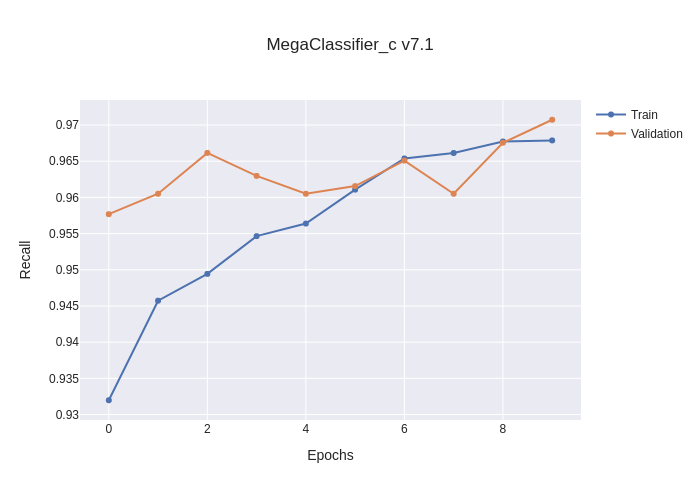 MegaClassifier_c v7.1
Train
Validation
0.97
0.965
0.96
0.955
0.95
0.945
0.94
0.935
0.93
Recall
0 2 4 6 8
Epochs